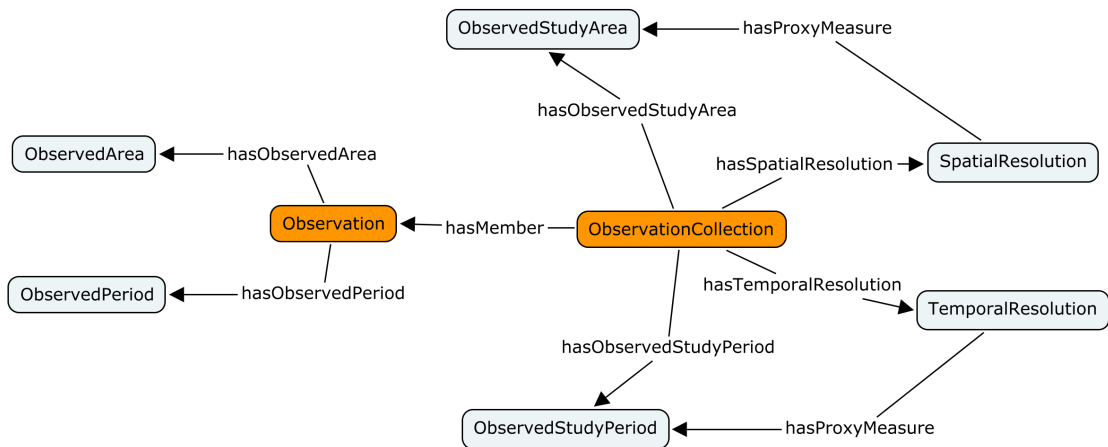 ObservedStudyArea
hasProxyMeasure
hasObservedStudyArea
ObservedArea
hasObservedArea
hasSpatialResolution
SpatialResolution
Observation
hasMember
ObservationCollection
ObservedPeriod
hasObservedPeriod
hasTemporalResolution
TemporalResolution
hasObservedStudyPeriod
ObservedStudyPeriod
hasProxyMeasure